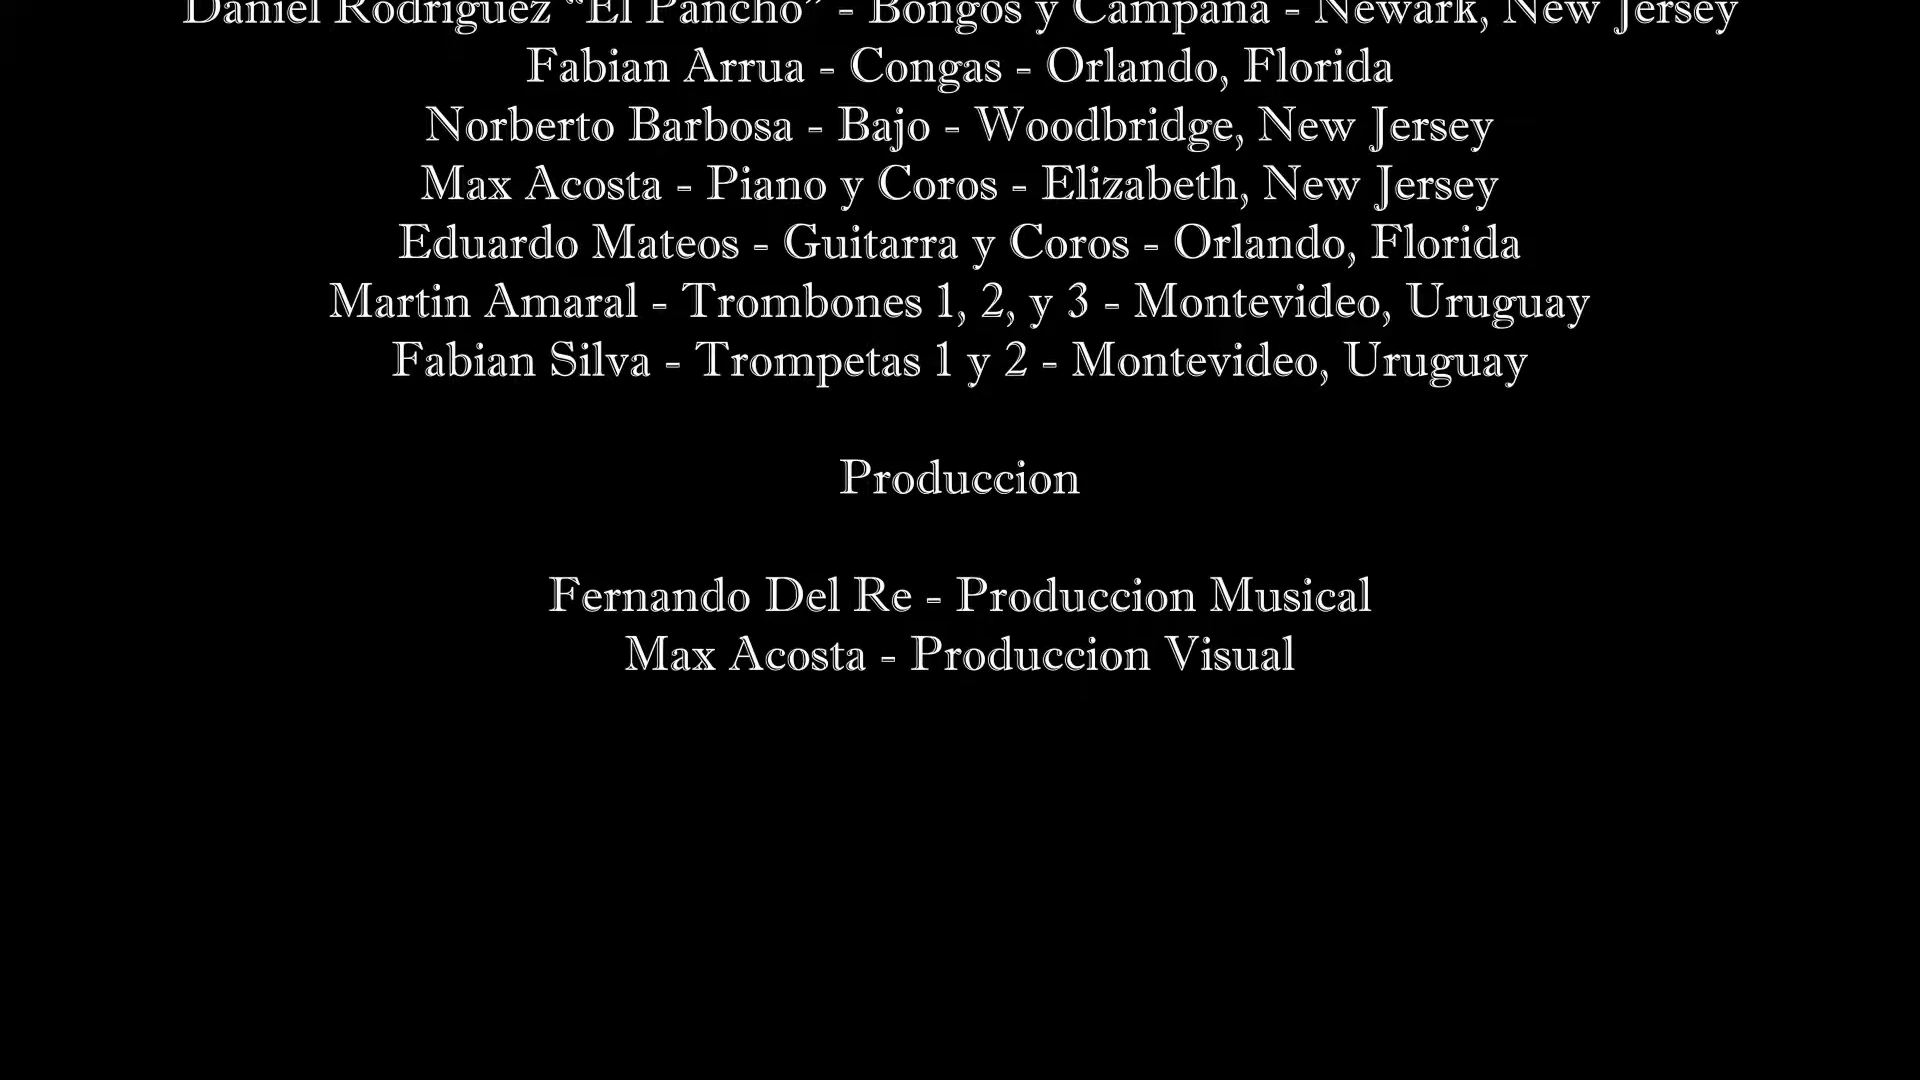 Daniel Rodriguez “El Pancho” - Bongos y Campana - Newark, New Jersey
Fabian Arrua - Congas - Orlando, Florida
Norberto Barbosa - Bajo - Woodbridge, New Jersey
Max Acosta - Piano y Coros - Elizabeth, New Jersey
Eduardo Mateos - Guitarra y Coros - Orlando, Florida
Martin Amaral - Trombones 1, 2, y 3 - Montevideo, Uruguay
Fabian Silva - Trompetas 1 y 2 - Montevideo, Uruguay
Produccion
Fernando Del Re - Produccion Musical
Max Acosta - Produccion Visual